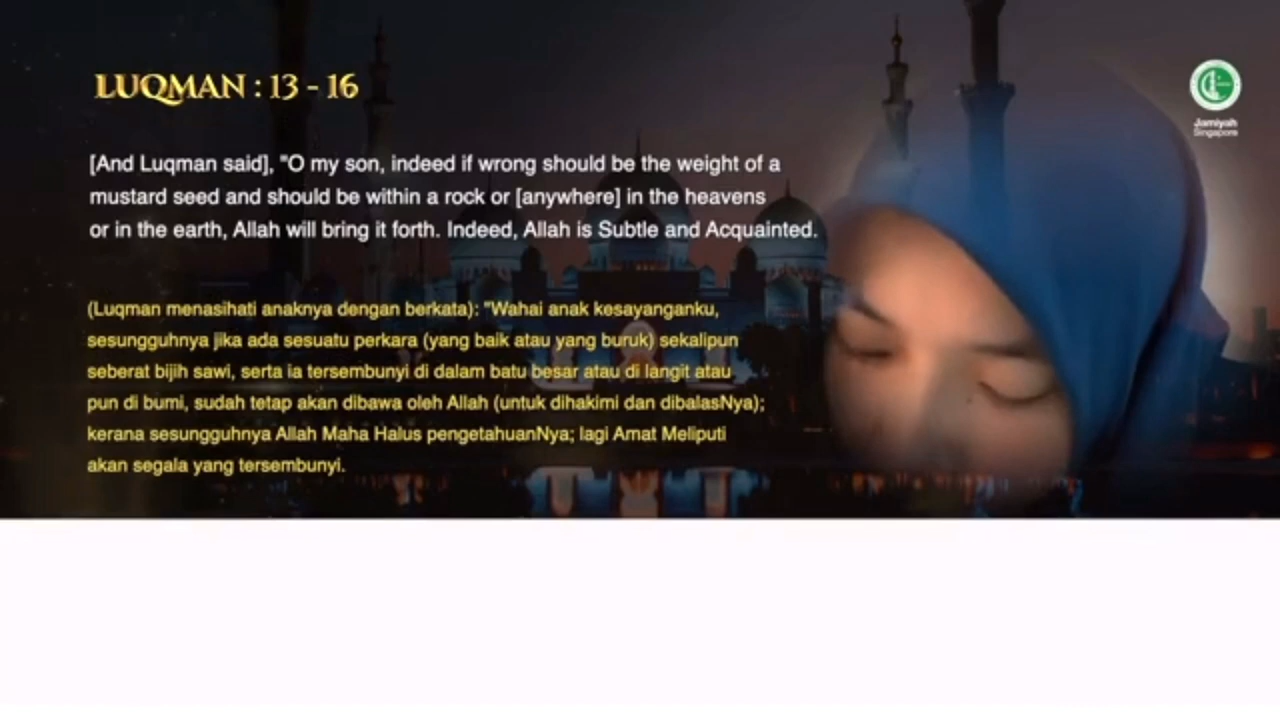 LUQMAN : 13 - 16
Jamiyah
Singapore
[And Luqman said], "O my son, indeed if wrong should be the weight of a
mustard seed and should be within a rock or [anywhere] in the heavens
or in the earth, Allah will bring it forth. Indeed, Allah is Subtle and Acquainted.
(Luqman menasihati anaknya dengan berkata): "Wahai anak kesayanganku,
sesungguhnya jika ada sesuatu perkara (yang baik atau yang buruk) sekalipun
seberat bijih sawi, serta ia tersembunyi di dalam batu besar atau di langit atau
pun di bumi, sudah tetap akan dibawa oleh Allah (untuk dihakimi dan dibalasNya);
kerana sesungguhnya Allah Maha Halus pengetahuanNya; lagi Amat Meliputi
akan segala yang tersembunyi.